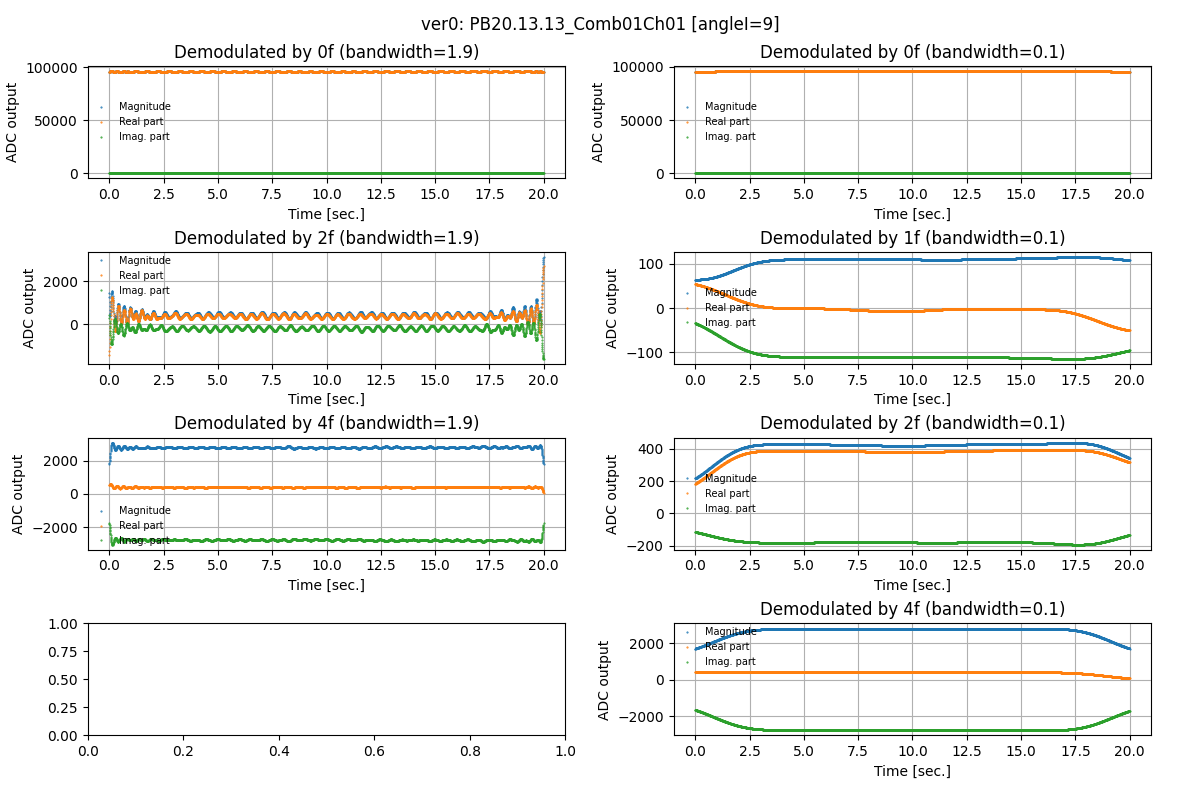 ver0: PB20.13.13_Comb01Ch01 [angleI=9]
Demodulated by 0f (bandwidth=1.9)
ADC output
100000
50000
0
Magnitude
Real part
Imag. part
0.0 2.5 5.0 7.5 10.0 12.5 15.0 17.5 20.0
Time [sec.]
Demodulated by 0f (bandwidth=0.1)
ADC output
100000
50000
0
Magnitude
Real part
Imag. part
0.0 2.5 5.0 7.5 10.0 12.5 15.0 17.5 20.0
Time [sec.]
Demodulated by 2f (bandwidth=1.9)
ADC output
2000
0
Magnitude
Real part
Imag. part
0.0 2.5 5.0 7.5 10.0 12.5 15.0 17.5 20.0
Time [sec.]
Demodulated by 1f (bandwidth=0.1)
ADC output
100
0
−100
Magnitude
Real part
Imag. part
0.0 2.5 5.0 7.5 10.0 12.5 15.0 17.5 20.0
Time [sec.]
Demodulated by 4f (bandwidth=1.9)
ADC output
2000
0
−2000
Magnitude
Real part
Imag. part
0.0 2.5 5.0 7.5 10.0 12.5 15.0 17.5 20.0
Time [sec.]
Demodulated by 2f (bandwidth=0.1)
ADC output
400
200
0
−200
Magnitude
Real part
Imag. part
0.0 2.5 5.0 7.5 10.0 12.5 15.0 17.5 20.0
Time [sec.]
1.00
0.75
0.50
0.25
0.00
0.0 0.2 0.4 0.6 0.8 1.0
Demodulated by 4f (bandwidth=0.1)
ADC output
2000
0
−2000
Magnitude
Real part
Imag. part
0.0 2.5 5.0 7.5 10.0 12.5 15.0 17.5 20.0
Time [sec.]